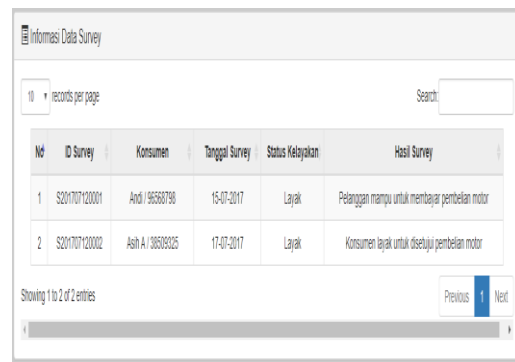 Informasi Data Survey
10 records per page Search:
No ID Survey Konsumen Tanggal Survey Status Kelayakan Hasil Survey
1 S201707120001 Andi / 96568798 15-07-2017 Layak Pelanggan mampu untuk membayar pembelian motor
2 S201707120002 Asih A / 38509325 17-07-2017 Layak Konsumen layak untuk disetujui pembelian motor
Showing 1 to 2 of 2 entries Previous 1 Next